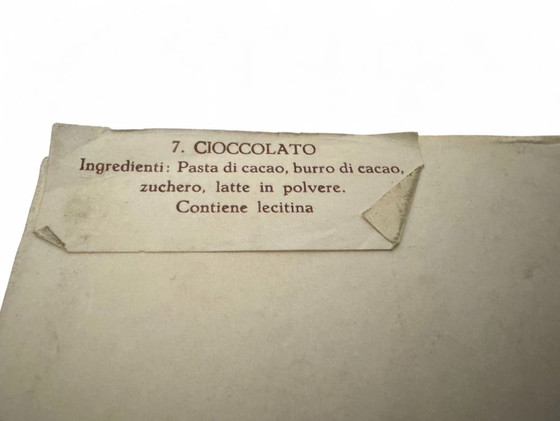 7. CIOCCOLATO
Ingredienti: Pasta di cacao, burro di cacao,
zuchero, latte in polvere.
Contiene lecitina